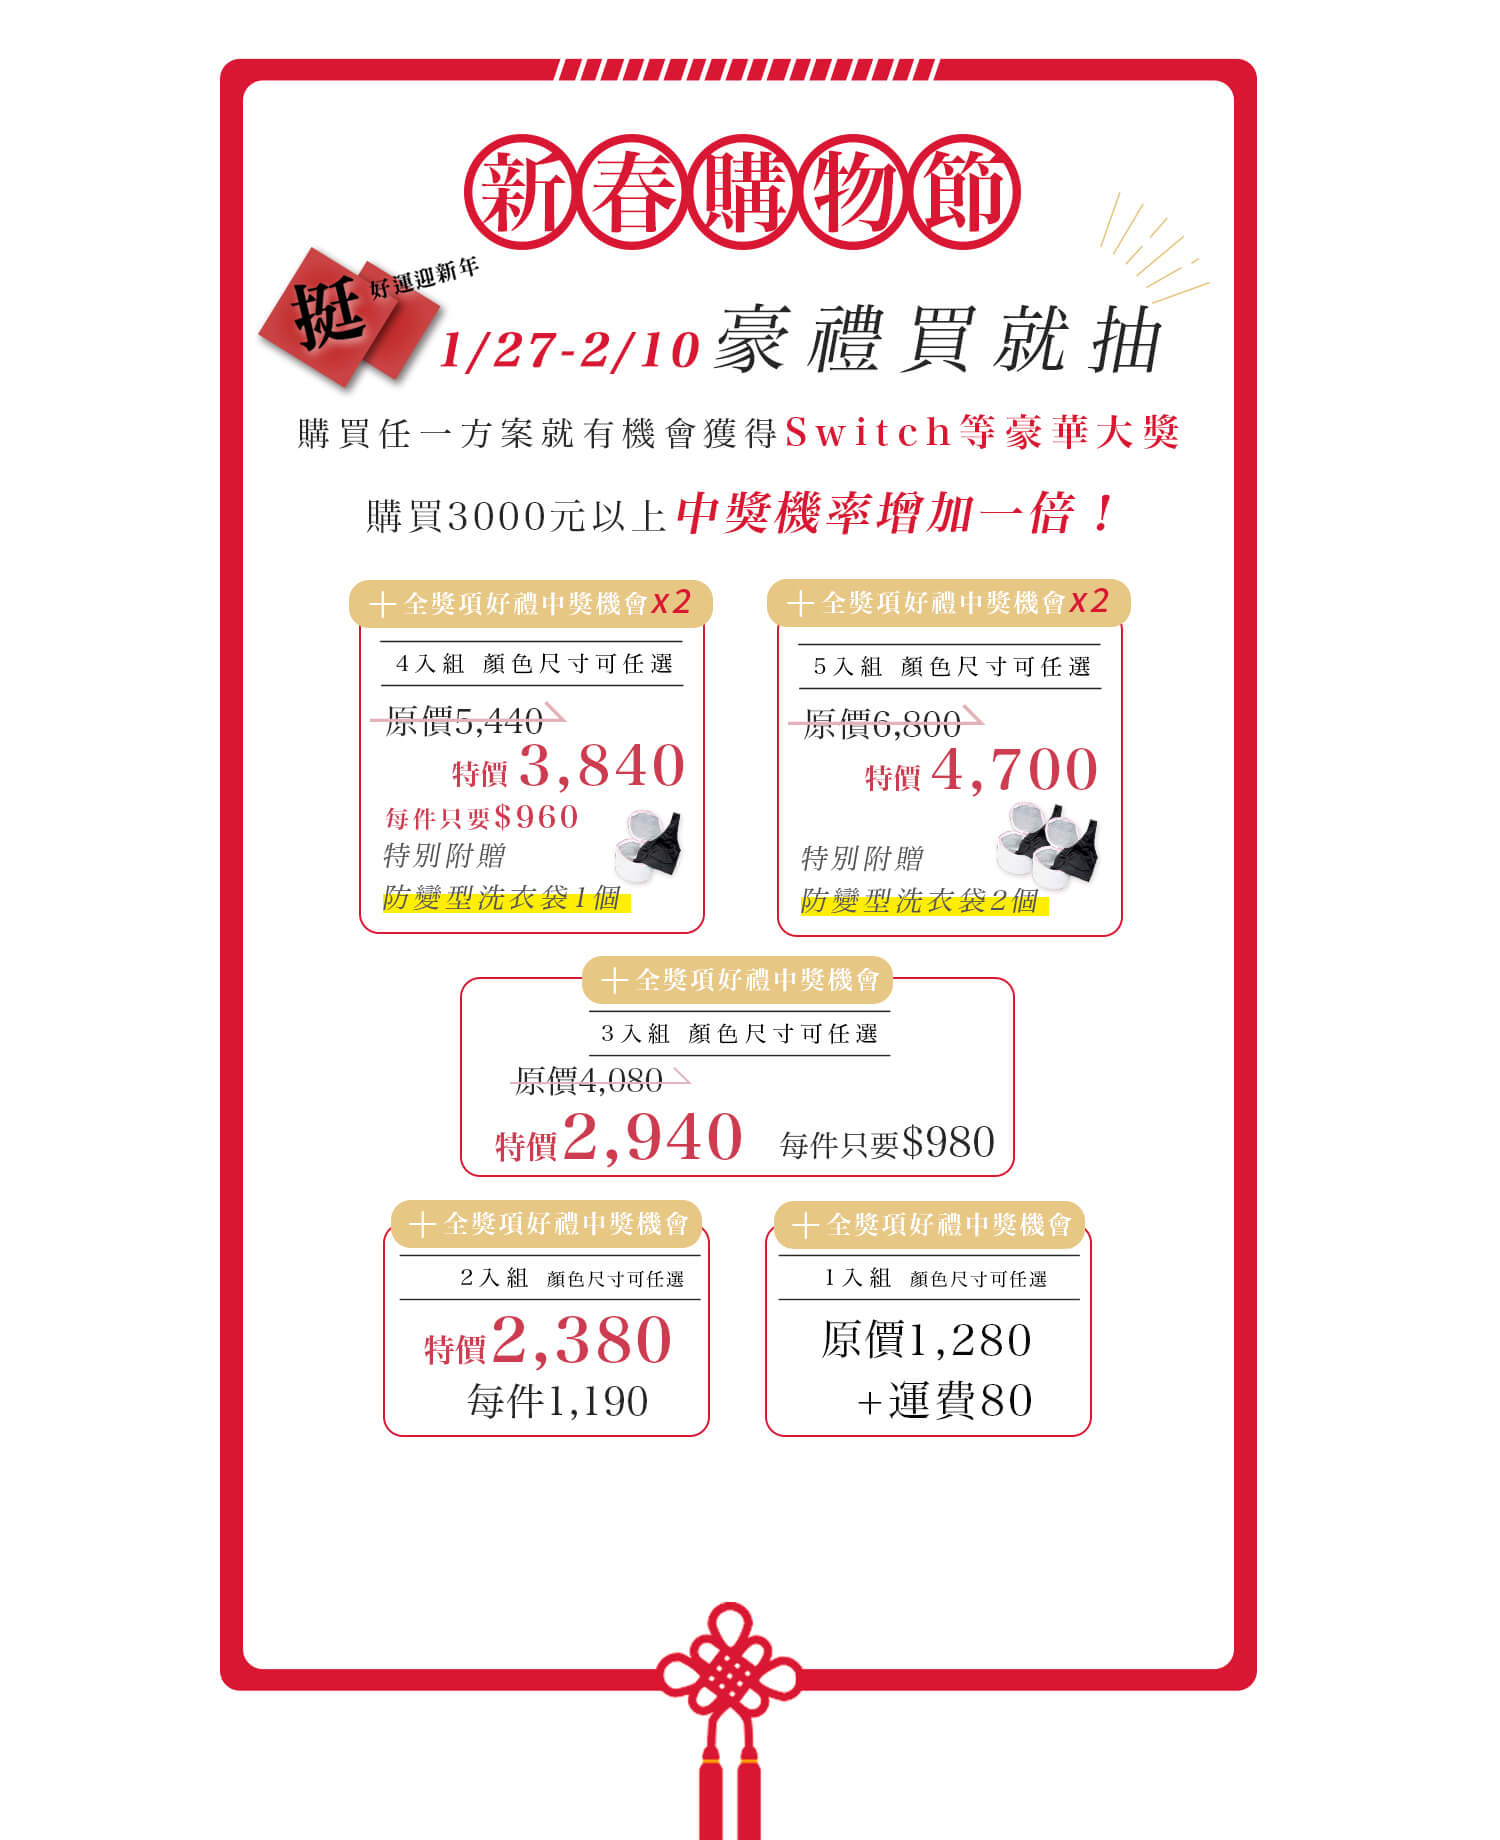 新春購物節
挺 好運迎新年
1/27-2/10豪禮買就抽
購買任一方案就有機會獲得Switch等豪華大獎
購買3000元以上中獎機率增加一倍！
＋全獎項好禮中獎機會x2
4入組 顏色尺寸可任選
原價5,440
特價3,840
每件只要$960
特別附贈
防變型洗衣袋1個
＋全獎項好禮中獎機會x2
5入組 顏色尺寸可任選
原價6,800
特價4,700
特別附贈
防變型洗衣袋2個
＋全獎項好禮中獎機會
3入組 顏色尺寸可任選
原價4,080
特價2,940 每件只要$980
＋全獎項好禮中獎機會
2入組 顏色尺寸可任選
特價2,380
每件1,190
＋全獎項好禮中獎機會
1入組 顏色尺寸可任選
原價1,280
+運費80